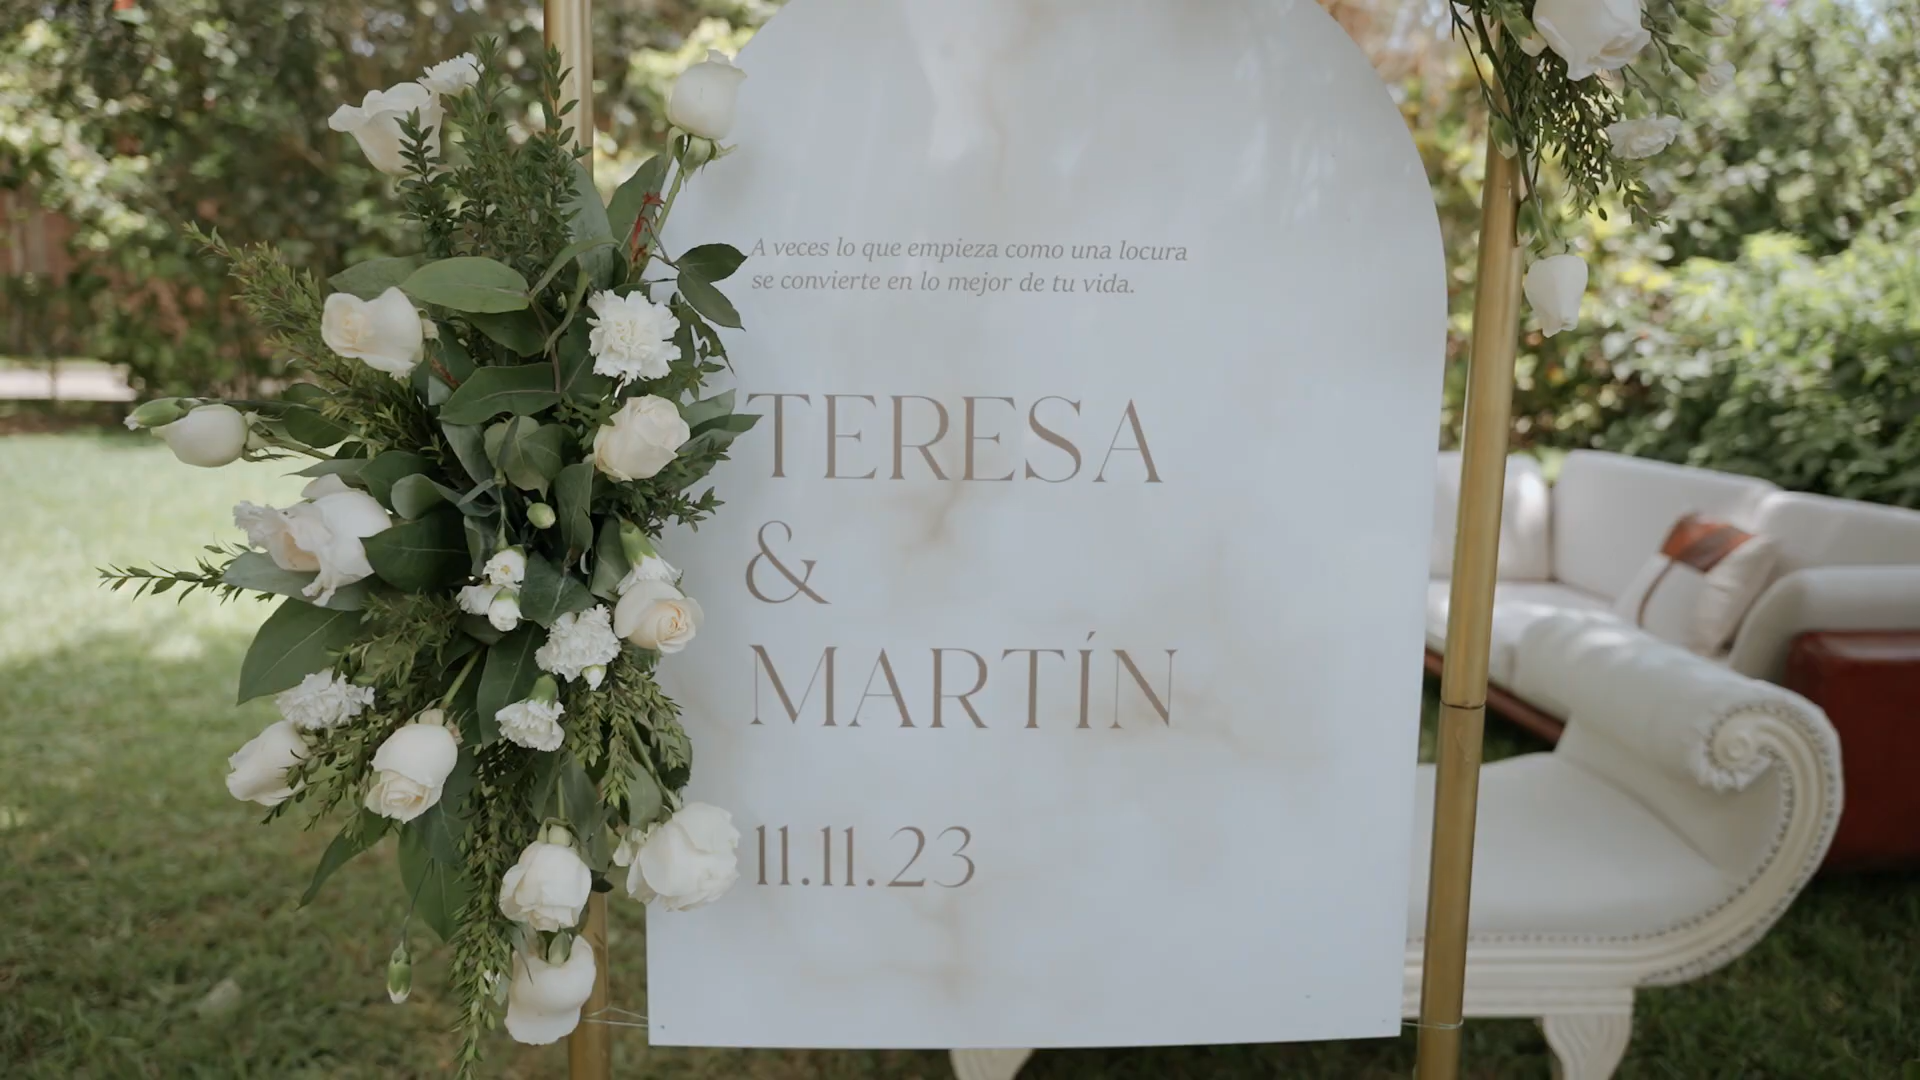 A veces lo que empieza como una locura
se convierte en lo mejor de tu vida.
TERESA
&
MARTÍN
11.11.23